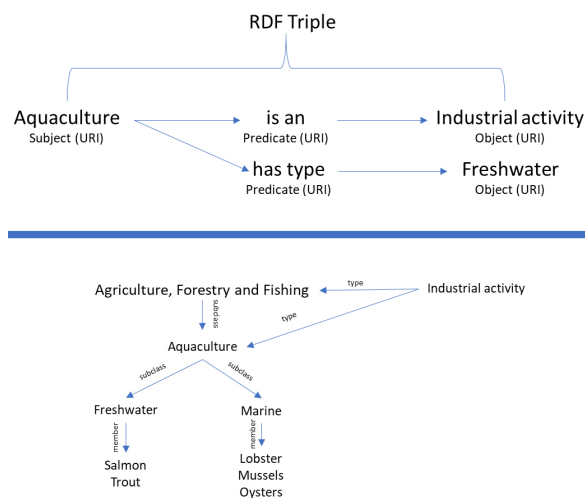 RDF Triple
Aquaculture is an Industrial activity
Subject (URI) Predicate (URI) Object (URI)
has type Freshwater
Predicate (URI) Object (URI)
Agriculture, Forestry and Fishing type Industrial activity
subclass type
Aquaculture
subclass subclass
Freshwater Marine
member member
Salmon Lobster
Trout Mussels
Oysters